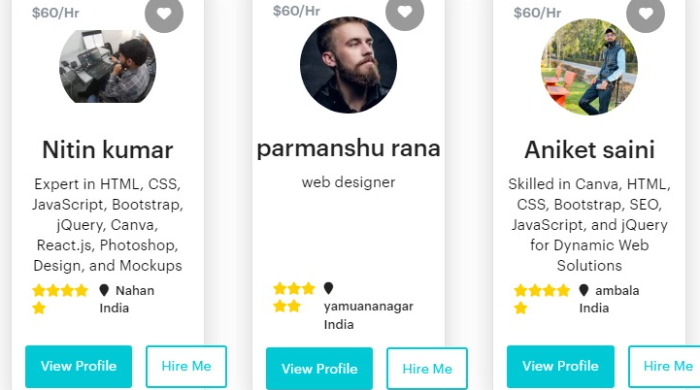 $60/Hr
Nitin kumar
Expert in HTML, CSS,
JavaScript, Bootstrap,
jQuery, Canva,
React.js, Photoshop,
Design, and Mockups
Nahan
India
View Profile
Hire Me
$60/Hr
parmanshu rana
web designer
yamuananagar
India
View Profile
Hire Me
$60/Hr
Aniket saini
Skilled in Canva, HTML,
CSS, Bootstrap, SEO,
JavaScript, and jQuery
for Dynamic Web
Solutions
ambala
India
View Profile
Hire Me